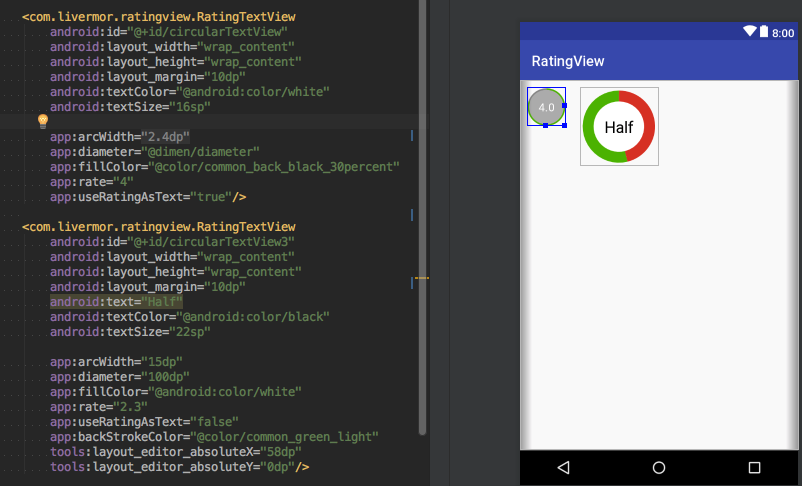 <com.livermor.ratingview.RatingTextView
android:id="@+id/circularTextView"
android:layout_width="wrap_content"
android:layout_height="wrap_content"
android:layout_margin="10dp"
android:textColor="@android:color/white"
android:textSize="16sp"
app:arcWidth="2.4dp"
app:diameter="@dimen/diameter"
app:fillColor="@color/common_back_black_30percent"
app:rate="4"
app:useRatingAsText="true"/>
<com.livermor.ratingview.RatingTextView
android:id="@+id/circularTextView3"
android:layout_width="wrap_content"
android:layout_height="wrap_content"
android:layout_margin="10dp"
android:text="Half"
android:textColor="@android:color/black"
android:textSize="22sp"
app:arcWidth="15dp"
app:diameter="100dp"
app:fillColor="@android:color/white"
app:rate="2.3"
app:useRatingAsText="false"
app:backStrokeColor="@color/common_green_light"
tools:layout_editor_absoluteX="58dp"
tools:layout_editor_absoluteY="0dp"/>
8:00
RatingView
4.0
Half